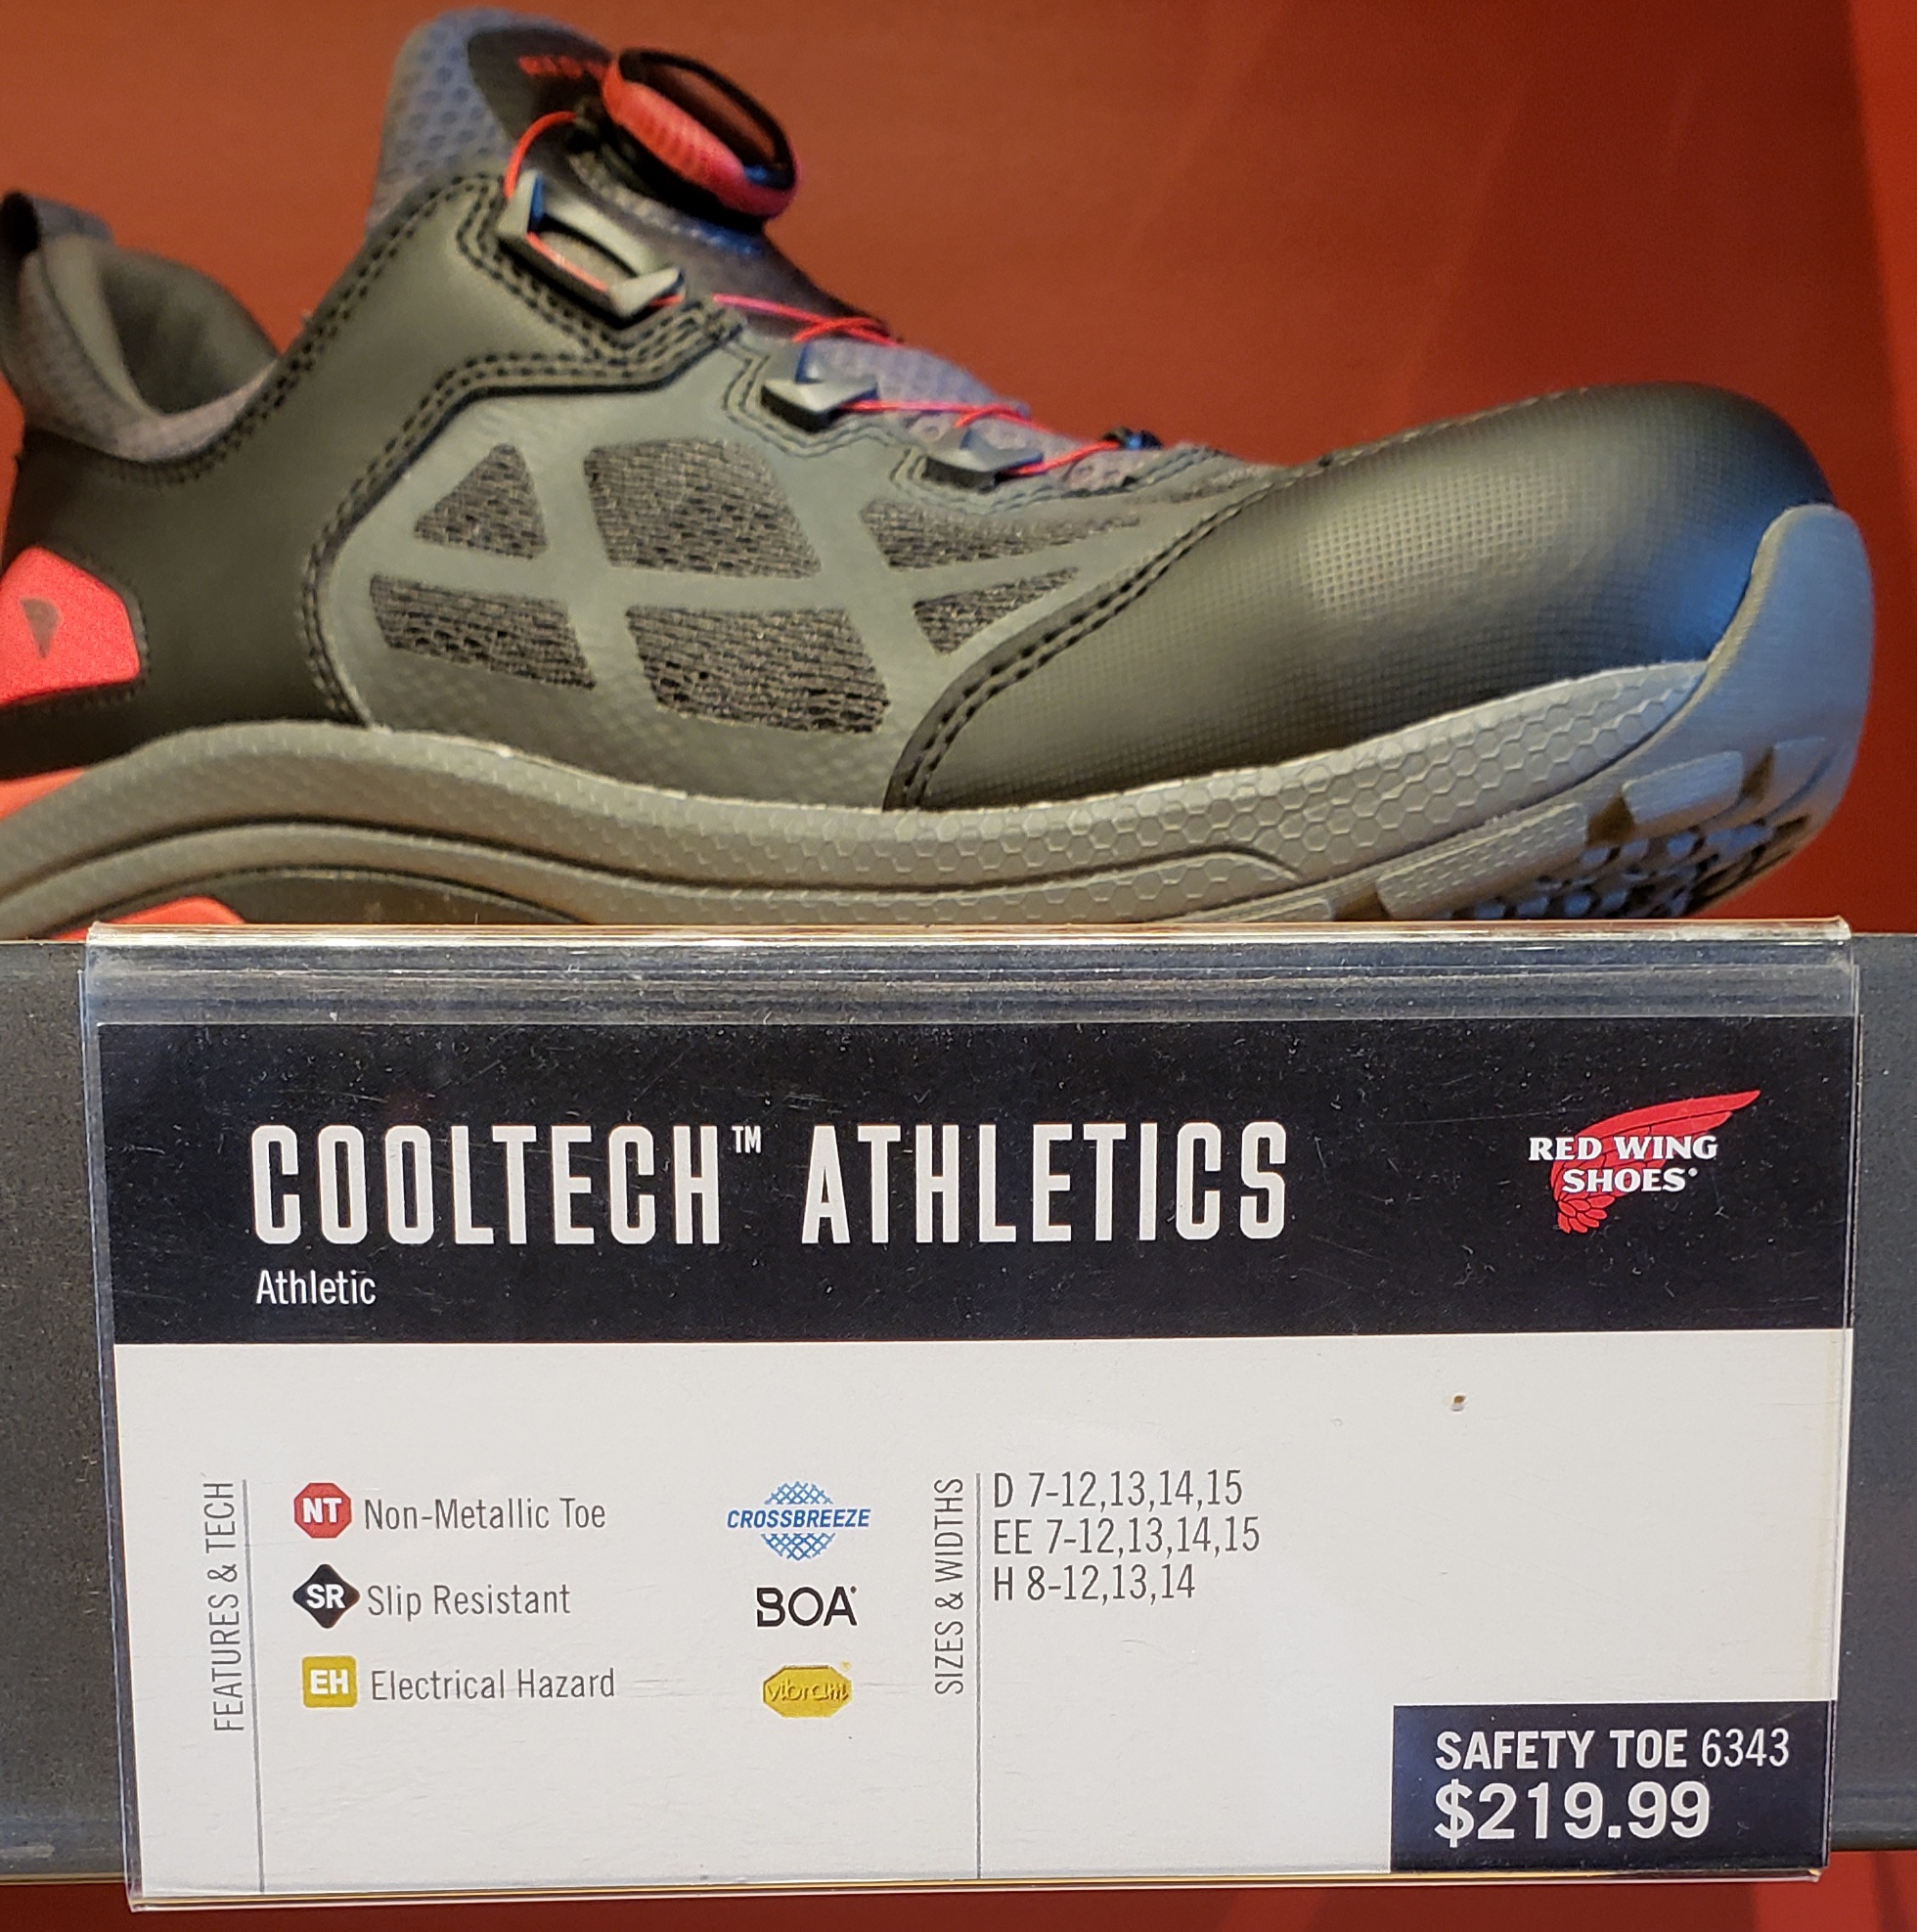 COOLTECH™ ATHLETICS
Athletic
RED WING
SHOES®
FEATURES & TECH
NT Non-Metallic Toe
SR Slip Resistant
EH Electrical Hazard
CROSSBREEZE
BOA®
vibram®
SIZES & WIDTHS
D 7-12,13,14,15
EE 7-12,13,14,15
H 8-12,13,14
SAFETY TOE 6343
$219.99